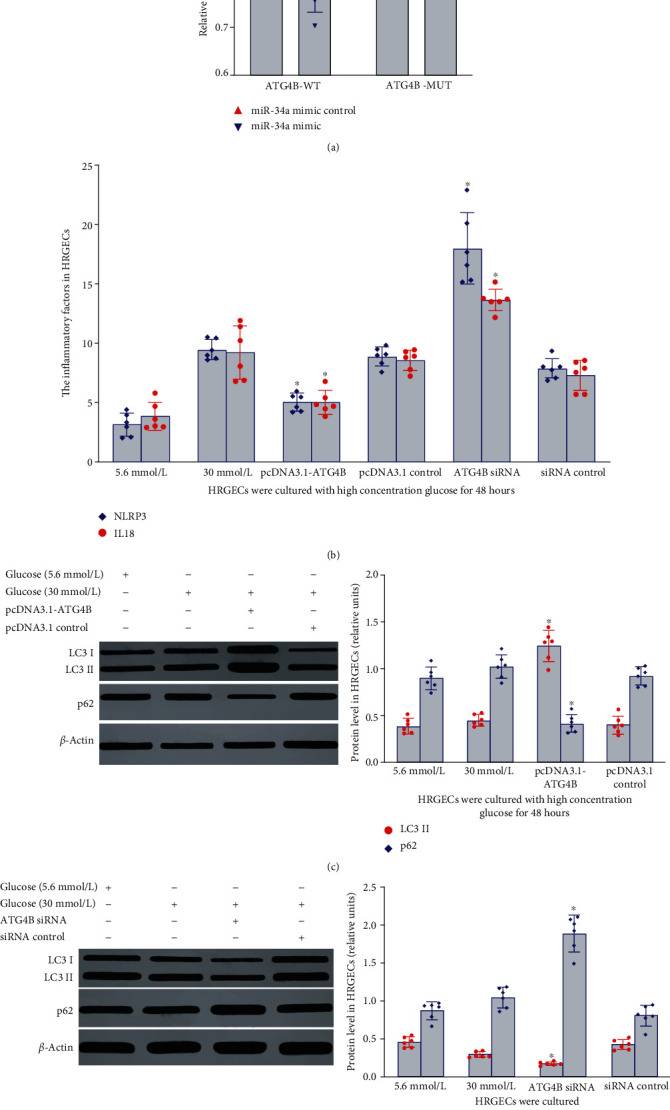 Relative
0.7
0.6
ATG4B-WT ATG4B -MUT
miR-34a mimic control
miR-34a mimic
(a)
The inflammatory factors in HRGECs
25
20
15
10
5
0
* * * * 
5.6 mmol/L 30 mmol/L pcDNA3.1-ATG4B pcDNA3.1 control ATG4B siRNA siRNA control
HRGECs were cultured with high concentration glucose for 48 hours
NLRP3
IL18
(b)
Glucose (5.6 mmol/L) + − − −
Glucose (30 mmol/L) − + + +
pcDNA3.1-ATG4B − − + −
pcDNA3.1 control − − − +
LC3 I
LC3 II
p62
β-Actin
Protein level in HRGECs (relative units)
2.0
1.5
1.0
0.5
0.0
* *
5.6 mmol/L 30 mmol/L pcDNA3.1- pcDNA3.1
ATG4B control
HRGECs were cultured with high concentration
glucose for 48 hours
LC3 II
p62
(c)
Glucose (5.6 mmol/L) + − − −
Glucose (30 mmol/L) − + + +
ATG4B siRNA − − + −
siRNA control − − − +
LC3 I
LC3 II
p62
β-Actin
Protein level in HRGECs (relative units)
2.5
2.0
1.5
1.0
0.5
0.0
* *
5.6 mmol/L 30 mmol/L ATG4B siRNA siRNA control
HRGECs were cultured